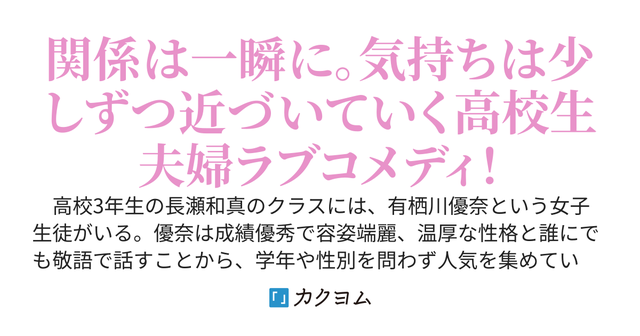 関係は一瞬に。気持ちは少
しずつ近づいていく高校生
夫婦ラブコメディ！
高校3年生の長瀬和真のクラスには、有栖川優奈という女子
生徒がいる。優奈は成績優秀で容姿端麗、温厚な性格と誰にで
も敬語で話すことから、学年や性別を問わず人気を集めてい
「」カクヨム